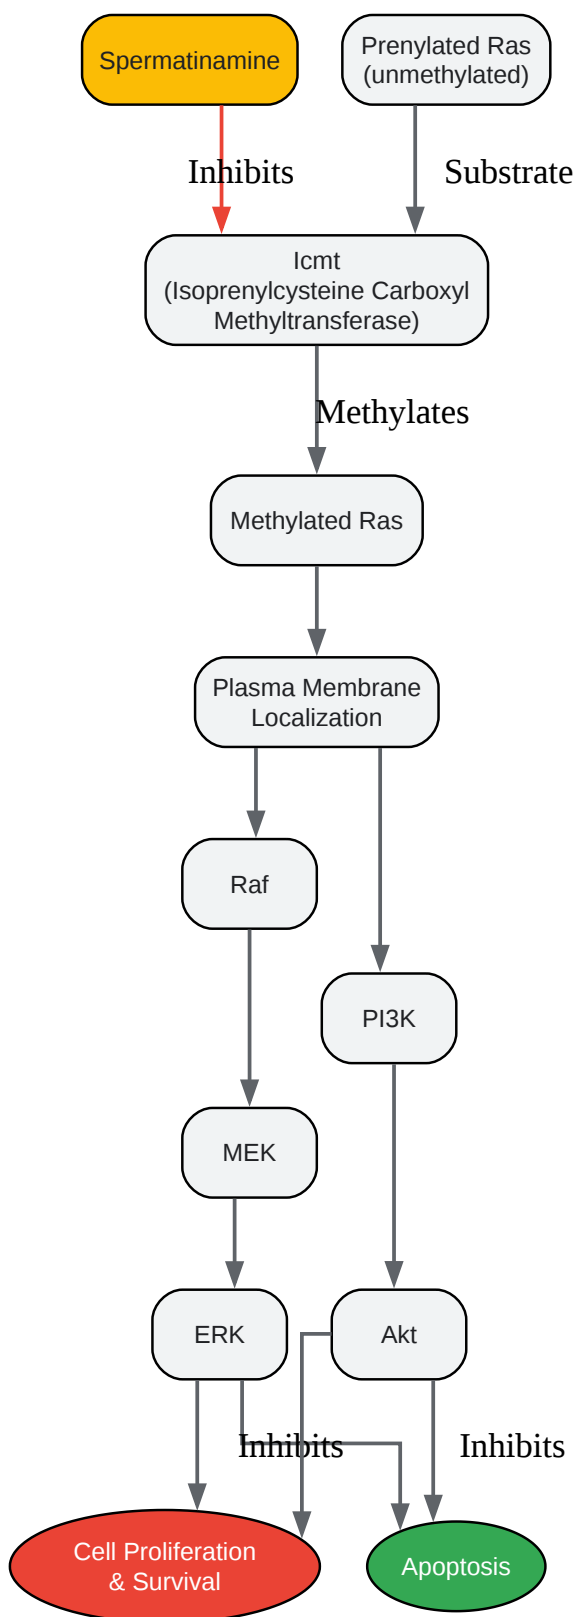 Spermatinamine
Prenylated Ras
(unmethylated)
Inhibits
Substrate
Icmt
(Isoprenylcysteine Carboxyl
Methyltransferase)
Methylates
Methylated Ras
Plasma Membrane
Localization
Raf
PI3K
MEK
ERK
Akt
Inhibits
Inhibits
Cell Proliferation
& Survival
Apoptosis